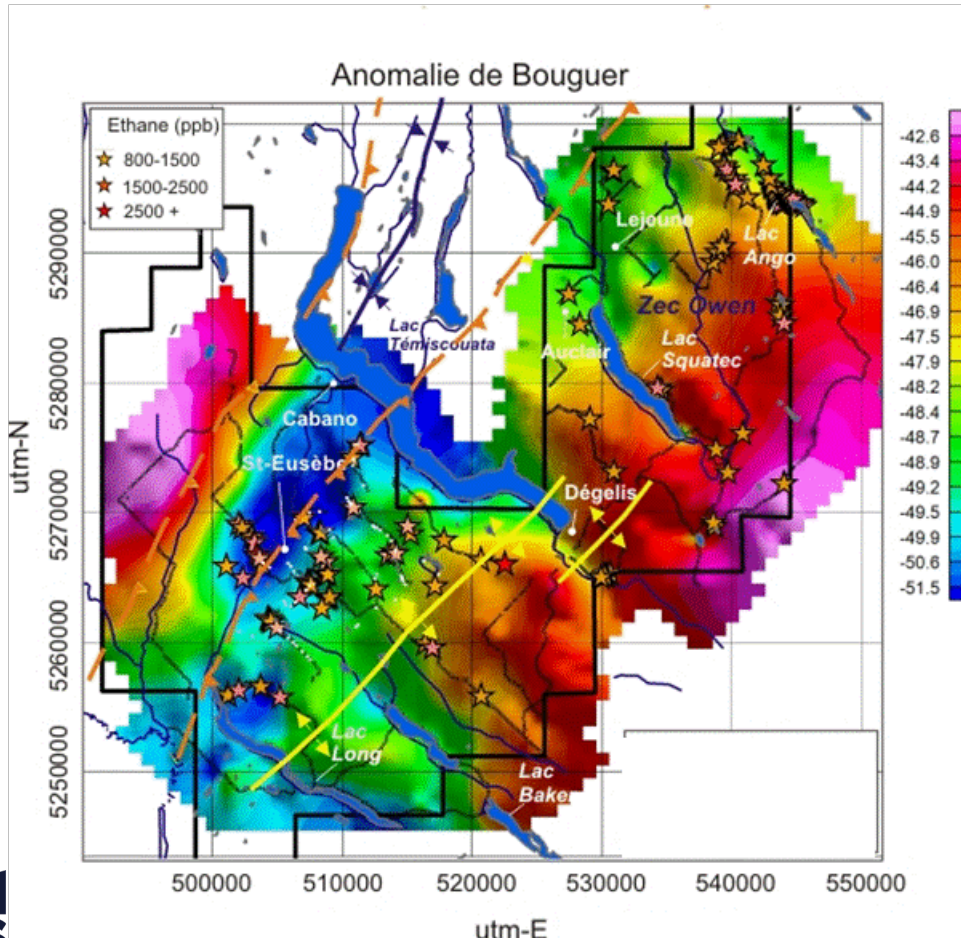 Anomalie de Bouguer
Ethane (ppb)
800-1500
1500-2500
2500 +
Lejeune
Lac
Ango
Zec Owen
Lac
Témiscouata
Lac
Squatec
Auclair
Cabano
St-Eusèbe
Dégelis
Lac
Long
Lac
Baker
utm-N
5290000
5280000
5270000
5260000
5250000
500000
510000
520000
530000
540000
550000
utm-E
-42.6
-43.4
-44.2
-44.9
-45.5
-46.0
-46.4
-46.9
-47.5
-47.9
-48.2
-48.4
-48.7
-49.2
-49.5
-49.9
-50.6
-51.5